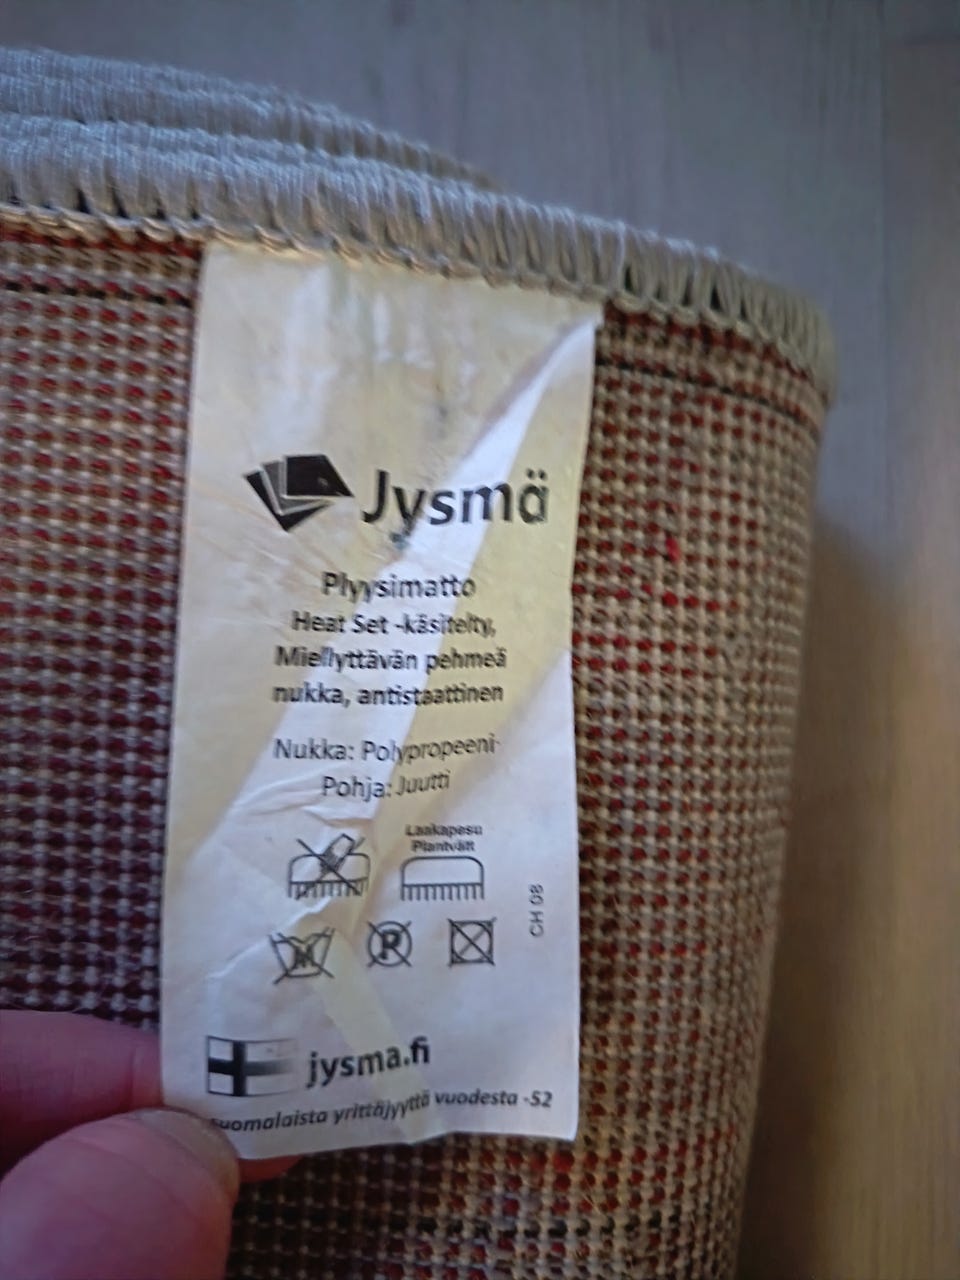 Jysmä
Plyysimatto
Heat Set -käsitelty,
Miellyttävän pehmeä
nukka, antistaattinen
Nukka: Polypropeeni
Pohja: Juutti
Laakapesu
Plantvätt
CH 08
P
jysma.fi
Suomalaista yrittäjyyttä vuodesta -52